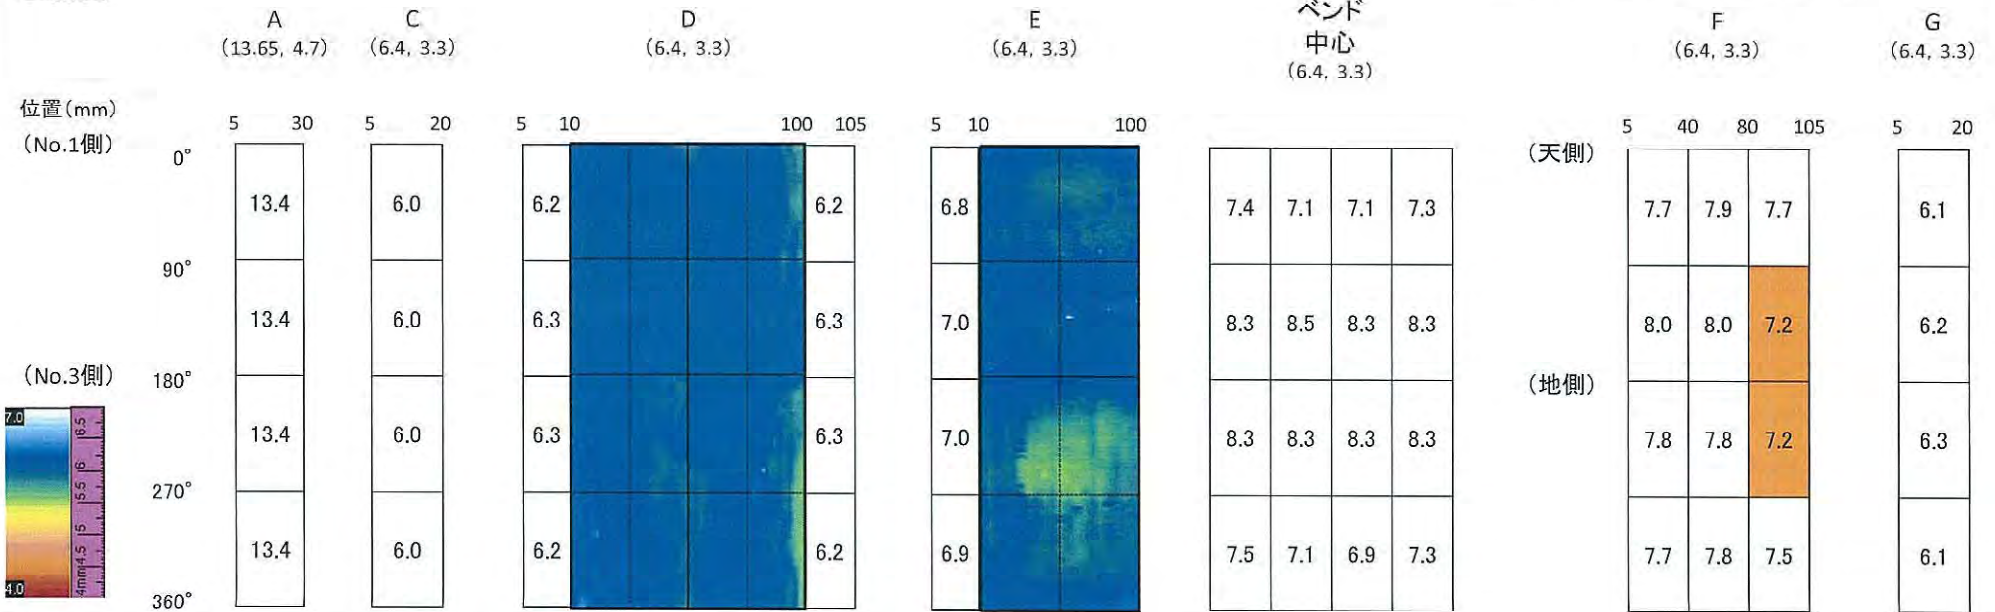 A C D E ベンド F G
中心
(13.65, 4.7) (6.4, 3.3) (6.4, 3.3) (6.4, 3.3) (6.4, 3.3) (6.4, 3.3) (6.4, 3.3)
位置(mm) 5 30 5 20 5 10 100 105 5 10 100 5 40 80 105 5 20
(No.1側) 0° (天側)
13.4 6.0 6.2 6.2 6.8 7.4 7.1 7.1 7.3 7.7 7.9 7.7 6.1
90°
13.4 6.0 6.3 6.3 7.0 8.3 8.5 8.3 8.3 8.0 8.0 7.2 6.2
(No.3側) 180° (地側)
13.4 6.0 6.3 6.3 7.0 8.3 8.3 8.3 8.3 7.8 7.8 7.2 6.3
270°
13.4 6.0 6.2 6.2 6.9 7.5 7.1 6.9 7.3 7.7 7.8 7.5 6.1
360°
7.0
6.5
6
5.5
5
4.5
4mm
4.0